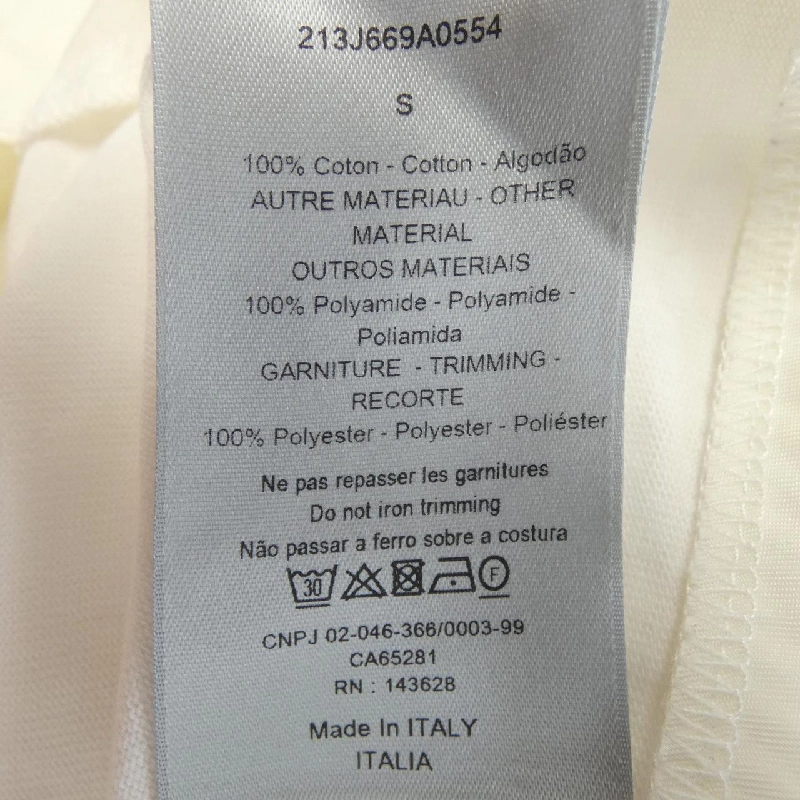 213J669A0554
S
100% Coton - Cotton - Algodão
AUTRE MATERIAU - OTHER
MATERIAL
OUTROS MATERIAIS
100% Polyamide - Polyamide -
Poliamida
GARNITURE - TRIMMING -
RECORTE
100% Polyester - Polyester - Poliéster
Ne pas repasser les garnitures
Do not iron trimming
Não passar a ferro sobre a costura
30 F
CNPJ 02-046-366/0003-99
CA65281
RN : 143628
Made In ITALY
ITALIA